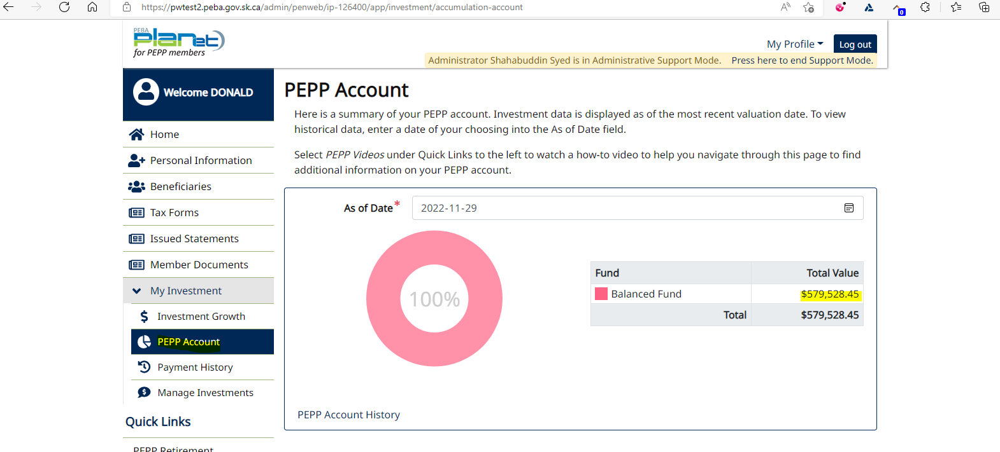 https://pwtest2.peba.gov.sk.ca/admin/penweb/ip-126400/app/investment/accumulation-account
0
PEBA
planet
for PEPP members
My Profile
Log out
Administrator Shahabuddin Syed is in Administrative Support Mode. Press here to end Support Mode.
Welcome DONALD
Home
Personal Information
Beneficiaries
Tax Forms
Issued Statements
Member Documents
My Investment
Investment Growth
PEPP Account
Payment History
Manage Investments
Quick Links
PEPP Retirement
PEPP Account
Here is a summary of your PEPP account. Investment data is displayed as of the most recent valuation date. To view
historical data, enter a date of your choosing into the As of Date field.
Select PEPP Videos under Quick Links to the left to watch a how-to video to help you navigate through this page to find
additional information on your PEPP account.
As of Date*
2022-11-29
100%
Fund Total Value
Balanced Fund $579,528.45
Total $579,528.45
PEPP Account History